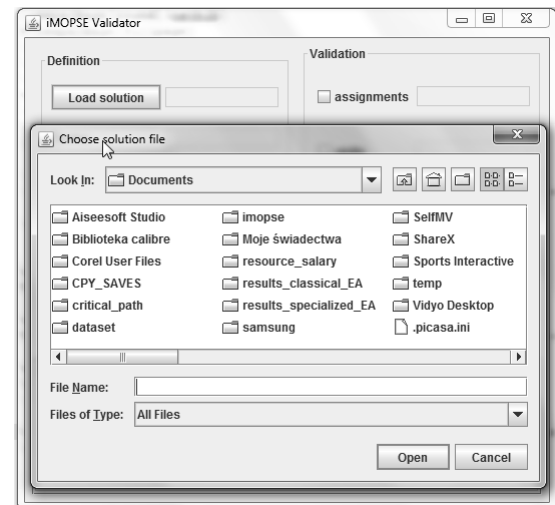 iMOPSE Validator
Definition
Validation
Load solution
assignments
Choose solution file
Look In: Documents
Aiseesoft Studio imopse SelfMV
Biblioteka calibre Moje świadectwa ShareX
Corel User Files resource_salary Sports Interactive
CPY_SAVES results_classical_EA temp
critical_path results_specialized_EA Vidyo Desktop
dataset samsung .picasa.ini
File Name:
Files of Type: All Files
Open Cancel